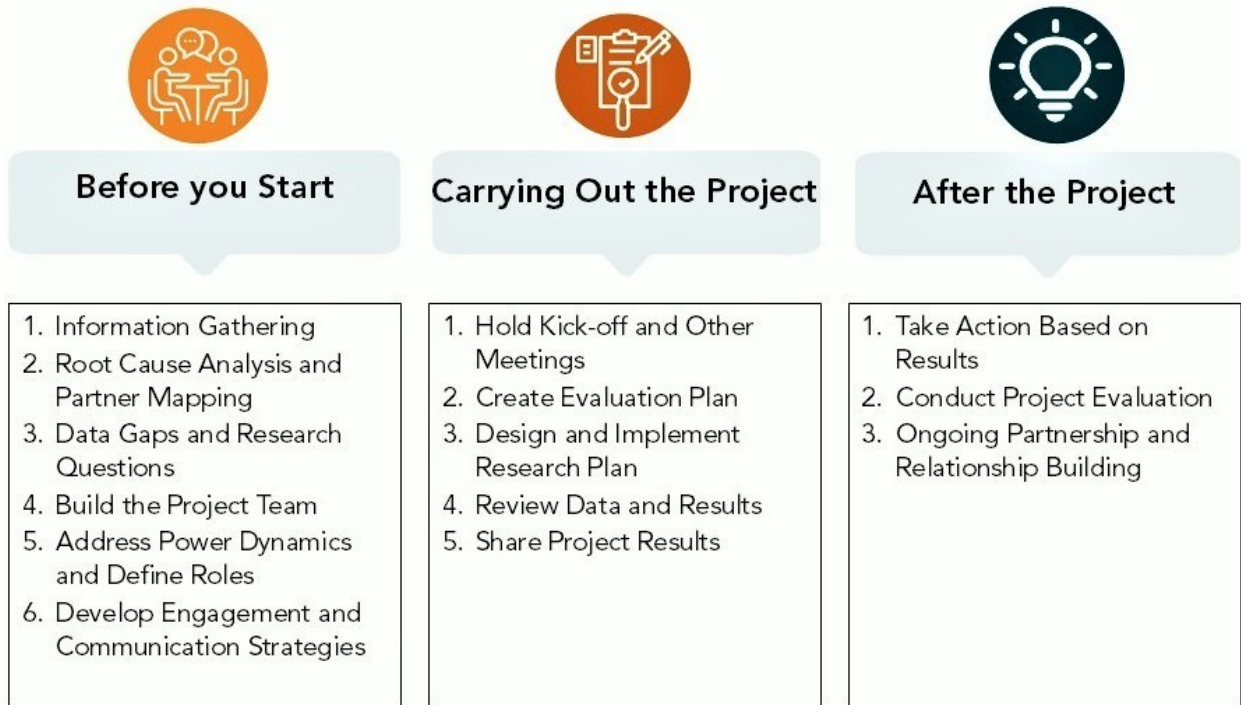 Before you Start
1. Information Gathering
2. Root Cause Analysis and
Partner Mapping
3. Data Gaps and Research
Questions
4. Build the Project Team
5. Address Power Dynamics
and Define Roles
6. Develop Engagement and
Communication Strategies
Carrying Out the Project
1. Hold Kick-off and Other
Meetings
2. Create Evaluation Plan
3. Design and Implement
Research Plan
4. Review Data and Results
5. Share Project Results
After the Project
1. Take Action Based on
Results
2. Conduct Project Evaluation
3. Ongoing Partnership and
Relationship Building